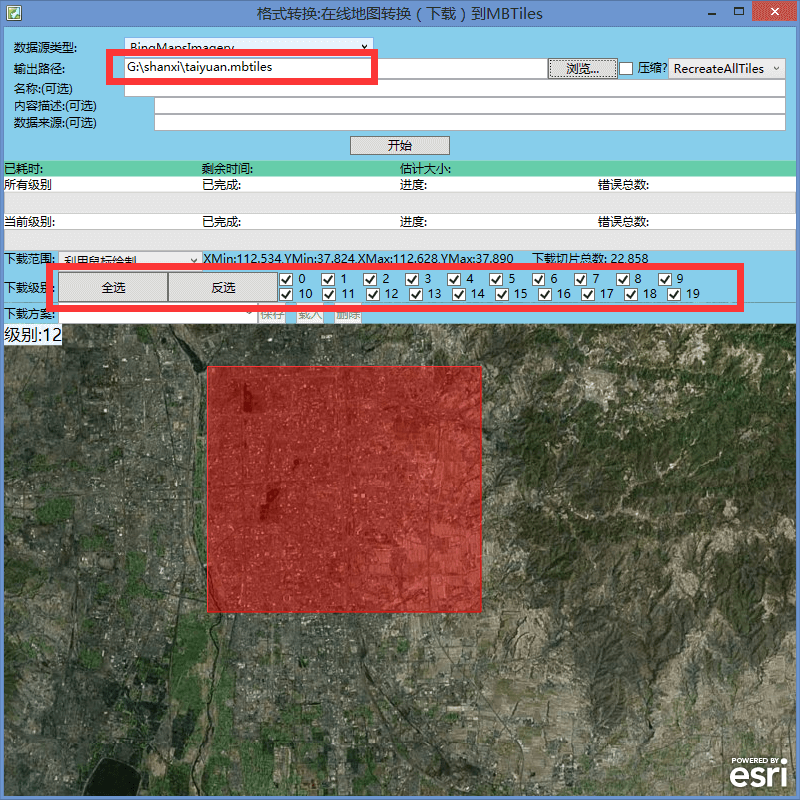 格式转换:在线地图转换（下载）到MBTiles
数据源类型: BingMapsImagery
输出路径: G:\shanxi\taiyuan.mbtiles 浏览... 压缩? RecreateAllTiles
名称:(可选)
内容描述:(可选)
数据来源:(可选)
开始
已耗时: 剩余时间: 估计大小:
所有级别 已完成: 进度: 错误总数:
当前级别: 已完成: 进度: 错误总数:
下载范围: 利用鼠标绘制 XMin:112.534,YMin:37.824,XMax:112.628,YMax:37.890 下载切片总数: 22,858
下载级别: 全选 反选 0 1 2 3 4 5 6 7 8 9
10 11 12 13 14 15 16 17 18 19
下载方案: 保存 载入 删除
级别:12
POWERED BY
esri